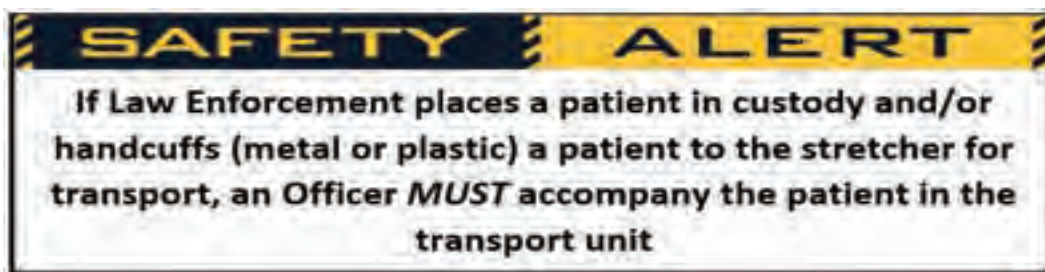 SAFETY ALERT
If Law Enforcement places a patient in custody and/or
handcuffs (metal or plastic) a patient to the stretcher for
transport, an Officer MUST accompany the patient in the
transport unit